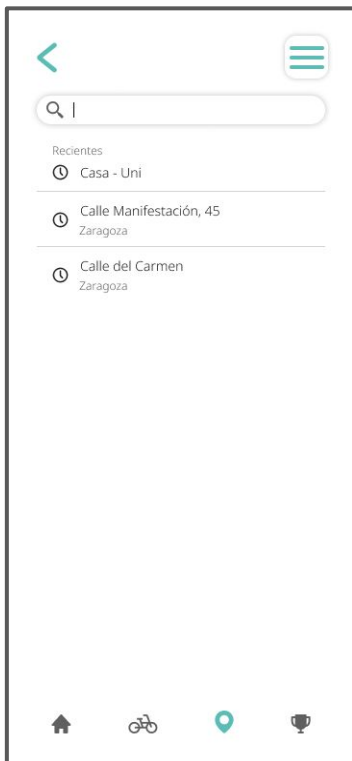 Recientes
Casa - Uni
Calle Manifestación, 45
Zaragoza
Calle del Carmen
Zaragoza